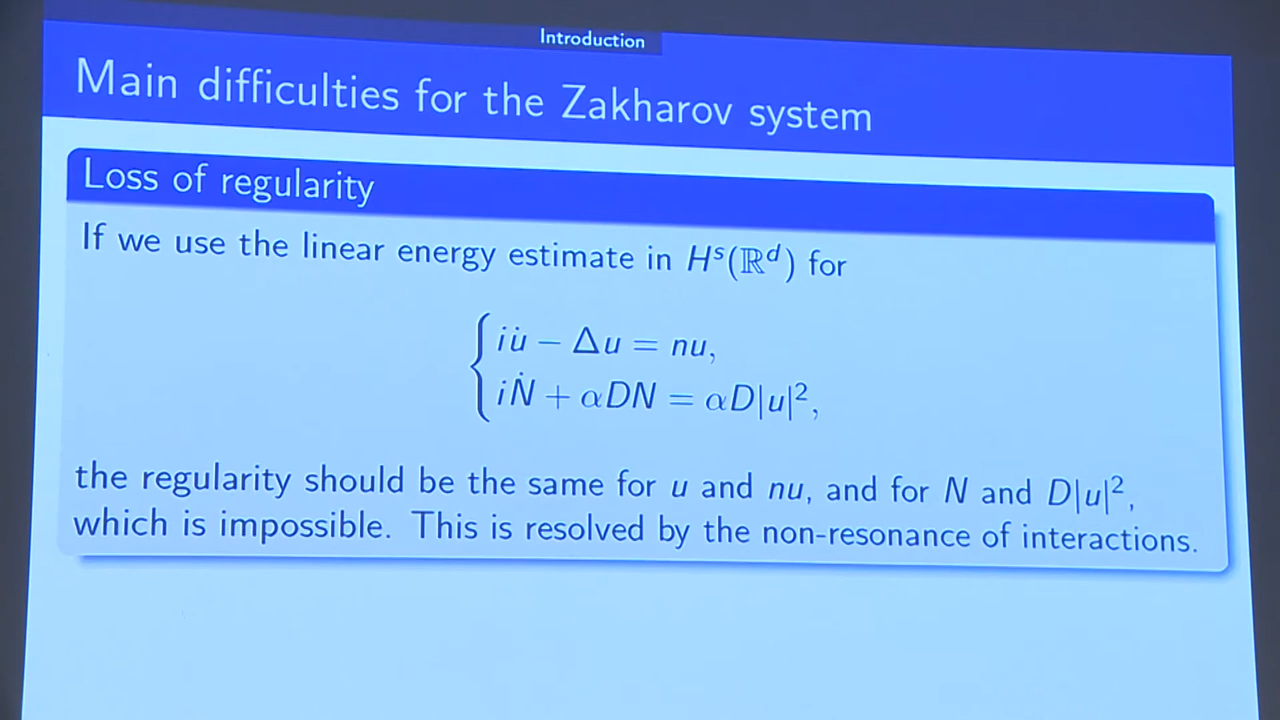 Introduction
Main difficulties for the Zakharov system
Loss of regularity
If we use the linear energy estimate in Hˢ(ℝᵈ) for
iu̇ − Δu = nu,
iṄ + αDN = αD|u|²,
the regularity should be the same for u and nu, and for N and D|u|²,
which is impossible. This is resolved by the non-resonance of interactions.